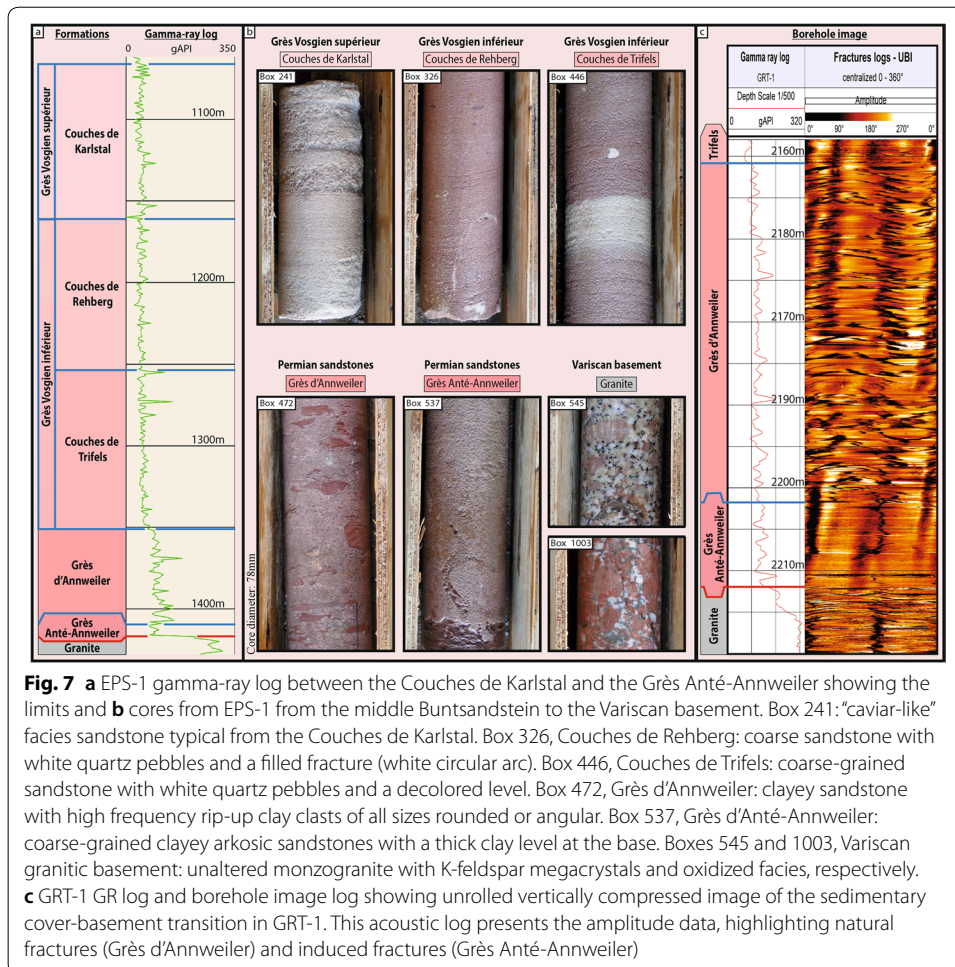 a
Formations
Gamma-ray log
0 gAPI 350
Grès Vosgien supérieur
Couches de
Karlstal
1100m
Grès Vosgien inférieur
Couches de
Rehberg
1200m
Couches de
Trifels
1300m
Grès
d'Annweiler
1400m
Grès
Anté-Annweiler
Granite
b
Grès Vosgien supérieur
Couches de Karlstal
Box 241
Grès Vosgien inférieur
Couches de Rehberg
Box 326
Grès Vosgien inférieur
Couches de Trifels
Box 446
Permian sandstones
Grès d'Annweiler
Box 472
Permian sandstones
Grès Anté-Annweiler
Box 537
Variscan basement
Granite
Box 545
Box 1003
Core diameter: 78mm
c
Borehole image
Gamma ray log
GRT-1
Depth Scale 1/500
0 gAPI 320
Fractures logs - UBI
centralized 0 - 360°
Amplitude
0° 90° 270° 0°
Trifels
2160m
Grès d'Annweiler
2180m
2170m
2190m
2200m
Grès
Anté-Annweiler
2210m
Granite
Fig. 7 a EPS-1 gamma-ray log between the Couches de Karlstal and the Grès Anté-Annweiler showing the
limits and b cores from EPS-1 from the middle Buntsandstein to the Variscan basement. Box 241: "caviar-like"
facies sandstone typical from the Couches de Karlstal. Box 326, Couches de Rehberg: coarse sandstone with
white quartz pebbles and a filled fracture (white circular arc). Box 446, Couches de Trifels: coarse-grained
sandstone with white quartz pebbles and a decolored level. Box 472, Grès d'Annweiler: clayey sandstone
with high frequency rip-up clay clasts of all sizes rounded or angular. Box 537, Grès d'Anté-Annweiler:
coarse-grained clayey arkosic sandstones with a thick clay level at the base. Boxes 545 and 1003, Variscan
granitic basement: unaltered monzogranite with K-feldspar megacrystals and oxidized facies, respectively.
c GRT-1 GR log and borehole image log showing unrolled vertically compressed image of the sedimentary
cover-basement transition in GRT-1. This acoustic log presents the amplitude data, highlighting natural
fractures (Grès d'Annweiler) and induced fractures (Grès Anté-Annweiler)